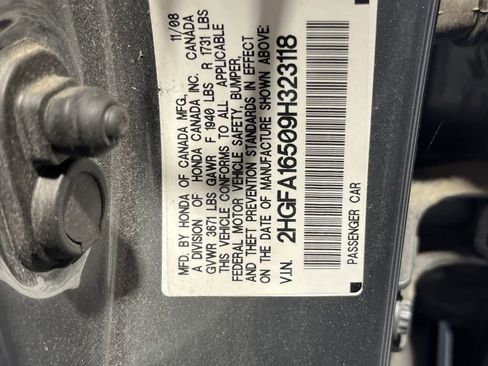 MFD. BY HONDA OF CANADA MFG., 11/08
A DIVISION OF HONDA CANADA INC. CANADA
GVWR 3671 LBS GAWR F 1940 LBS R 1731 LBS
THIS VEHICLE CONFORMS TO ALL APPLICABLE
FEDERAL MOTOR VEHICLE SAFETY, BUMPER,
AND THEFT PREVENTION STANDARDS IN EFFECT
ON THE DATE OF MANUFACTURE SHOWN ABOVE.
V.I.N. 2HGFA16509H323118
PASSENGER CAR